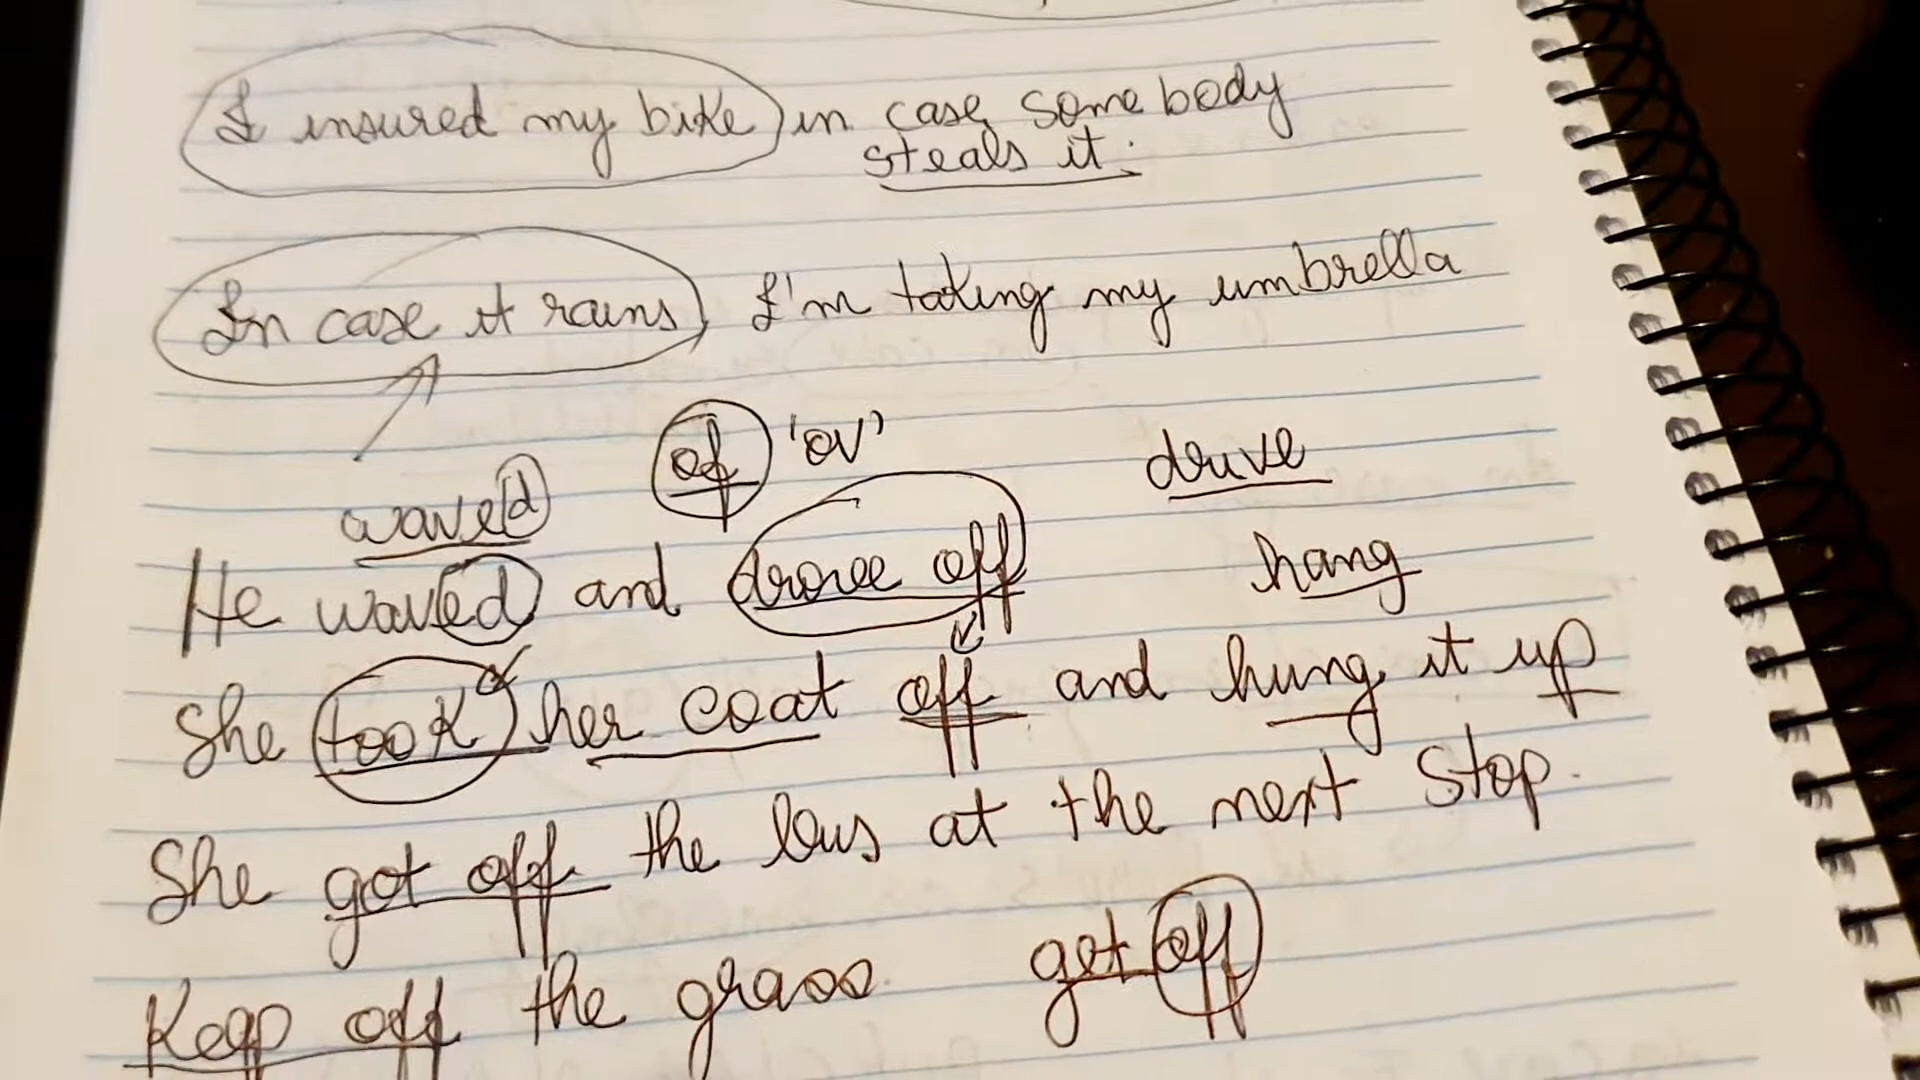 I insured my bike in case somebody
steals it.
In case it rains, I'm taking my umbrella
of 'ov' drive
waved
hang
He waved and drove off
She took her coat off and hung it up
She got off the bus at the next stop.
Keep off the grass. get off